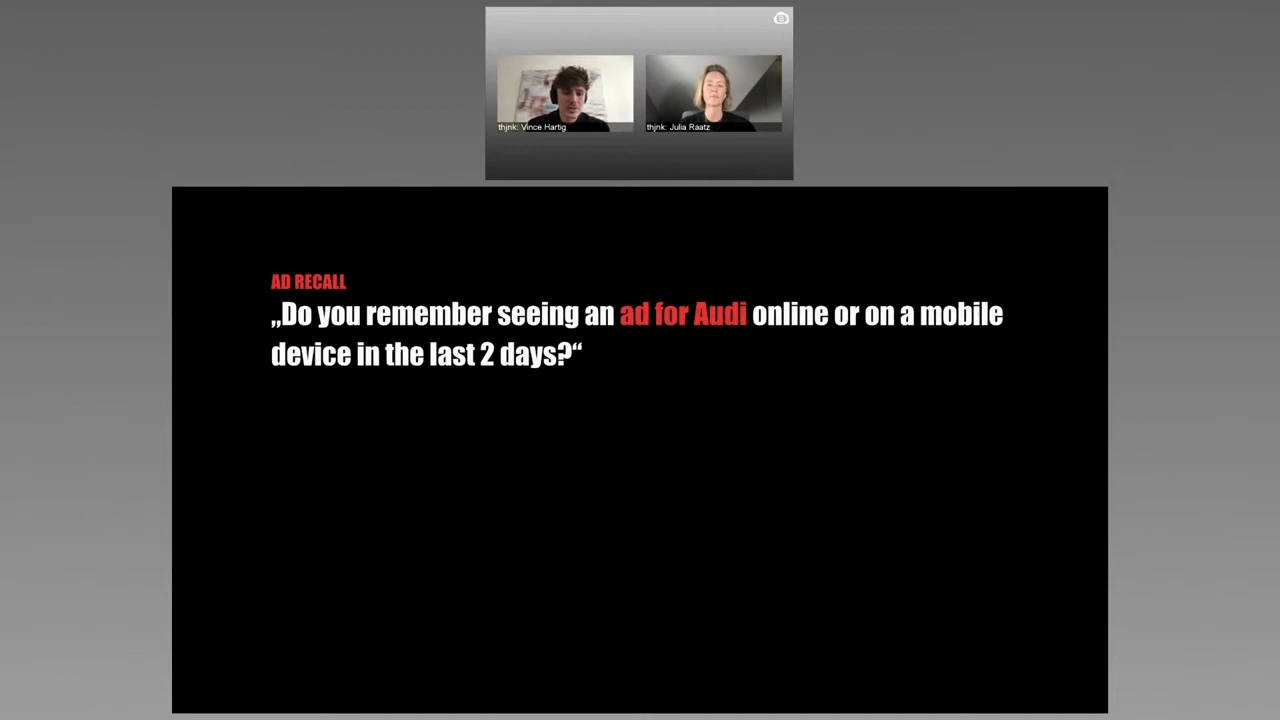 thjnk: Vince Hartig
thjnk: Julia Raatz
AD RECALL
„Do you remember seeing an ad for Audi online or on a mobile
device in the last 2 days?“